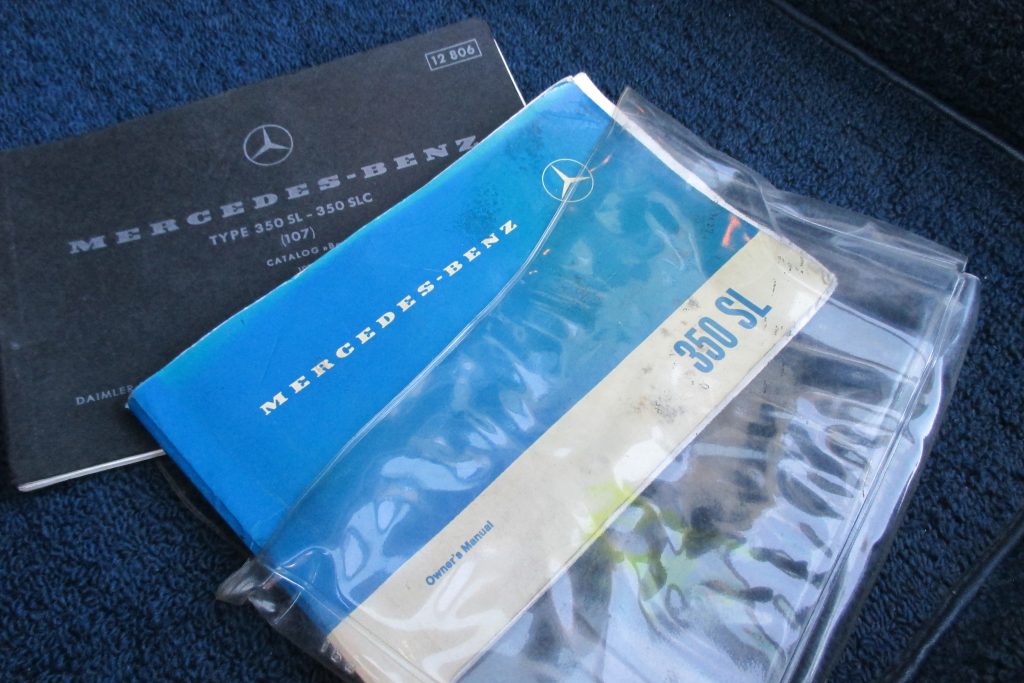 12 806
MERCEDES-BENZ
TYPE 350 SL - 350 SLC
(107)
CATALOG
DAIMLER
MERCEDES-BENZ
350 SL
Owner's Manual